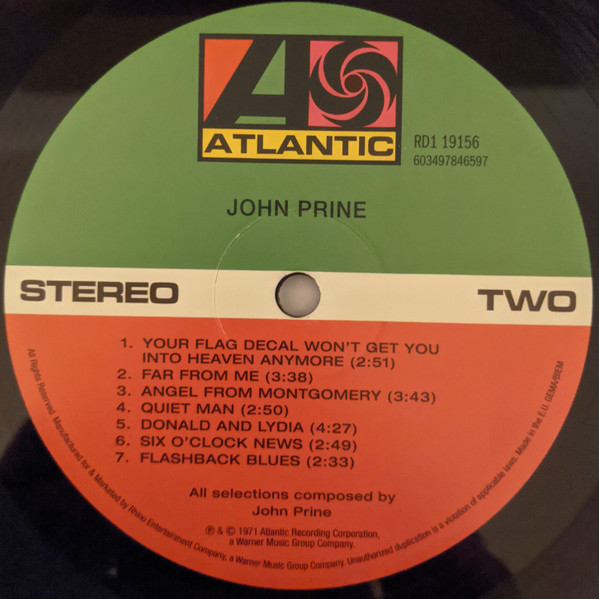 ATLANTIC
RD1 19156
603497846597
JOHN PRINE
STEREO
TWO
1. YOUR FLAG DECAL WON'T GET YOU
INTO HEAVEN ANYMORE (2:51)
2. FAR FROM ME (3:38)
3. ANGEL FROM MONTGOMERY (3:43)
4. QUIET MAN (2:50)
5. DONALD AND LYDIA (4:27)
6. SIX O'CLOCK NEWS (2:49)
7. FLASHBACK BLUES (2:33)
All selections composed by
John Prine
℗ & © 1971 Atlantic Recording Corporation,
a Warner Music Group Company.
All Rights Reserved. Manufactured for & Marketed by Rhino Entertainment Company, a Warner Music Group Company. Unauthorized duplication is a violation of applicable laws. Made in the E.U. GEMA/BIEM